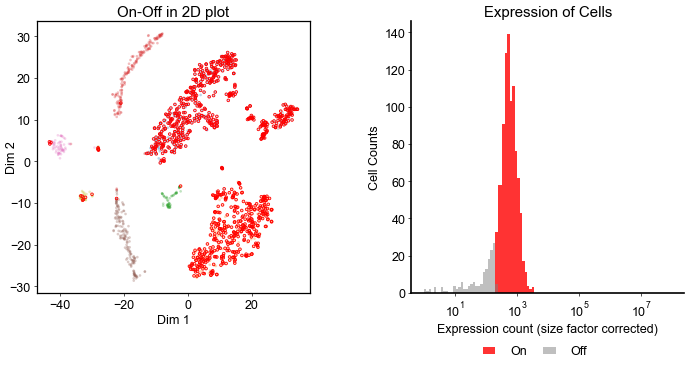 On-Off in 2D plot
30
20
10
0
−10
−20
−30
Dim 2
−40
−20
0
20
Dim 1
Expression of Cells
140
120
100
80
60
40
20
0
Cell Counts
10^1
10^3
10^5
10^7
Expression count (size factor corrected)
On
Off